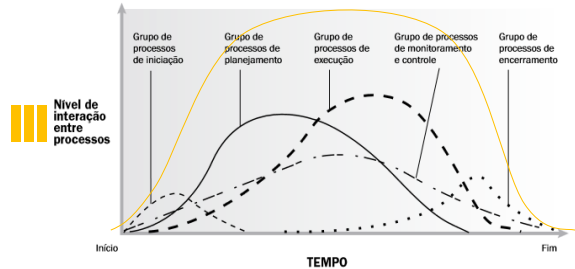 Grupo de
processos
de iniciação
Grupo de
processos de
planejamento
Grupo de
processos de
execução
Grupo de processos
de monitoramento
e controle
Grupo de
processos de
encerramento
Nível de
interação
entre
processos
Início
Fim
TEMPO